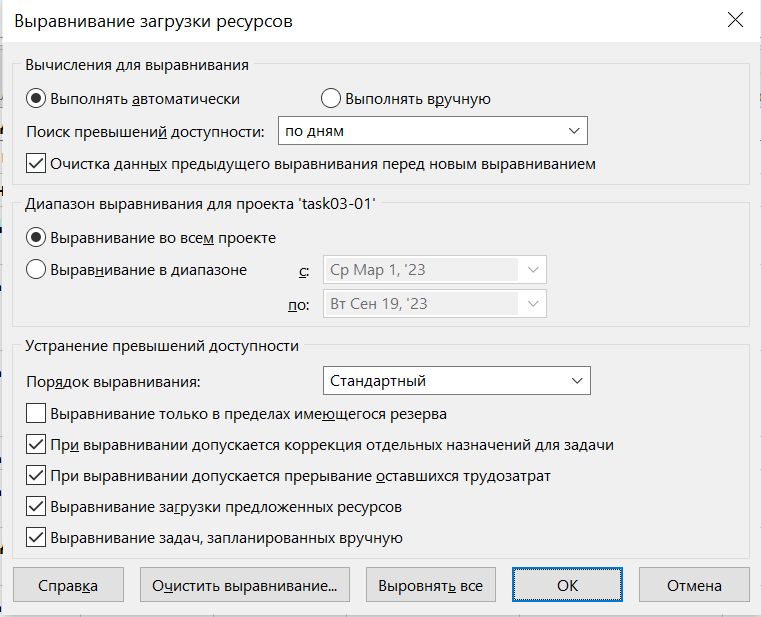 Выравнивание загрузки ресурсов
Вычисления для выравнивания
Выполнять автоматически Выполнять вручную
Поиск превышений доступности: по дням
Очистка данных предыдущего выравнивания перед новым выравниванием
Диапазон выравнивания для проекта 'task03-01'
Выравнивание во всем проекте
Выравнивание в диапазоне с: Ср Мар 1, '23
по: Вт Сен 19, '23
Устранение превышений доступности
Порядок выравнивания: Стандартный
Выравнивание только в пределах имеющегося резерва
При выравнивании допускается коррекция отдельных назначений для задачи
При выравнивании допускается прерывание оставшихся трудозатрат
Выравнивание загрузки предложенных ресурсов
Выравнивание задач, запланированных вручную
Справка Очистить выравнивание... Выровнять все ОК Отмена